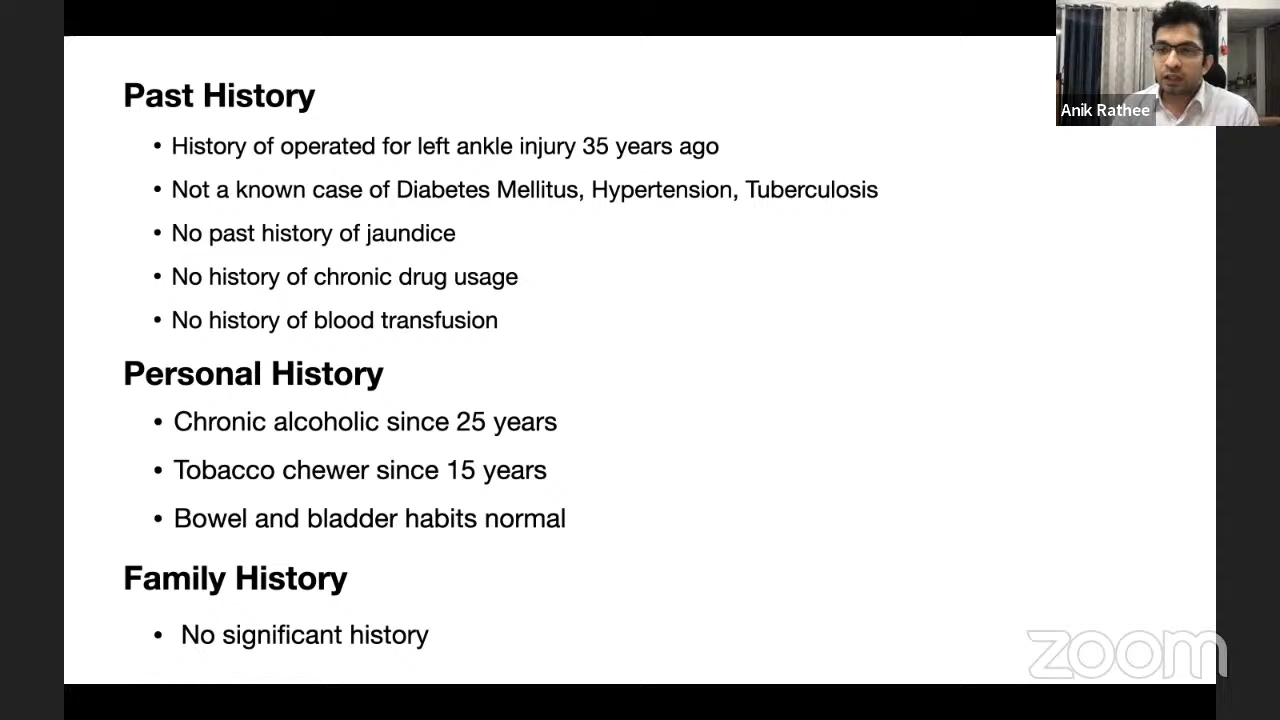 Past History
• History of operated for left ankle injury 35 years ago
• Not a known case of Diabetes Mellitus, Hypertension, Tuberculosis
• No past history of jaundice
• No history of chronic drug usage
• No history of blood transfusion
Personal History
• Chronic alcoholic since 25 years
• Tobacco chewer since 15 years
• Bowel and bladder habits normal
Family History
• No significant history
Anik Rathee
zoom